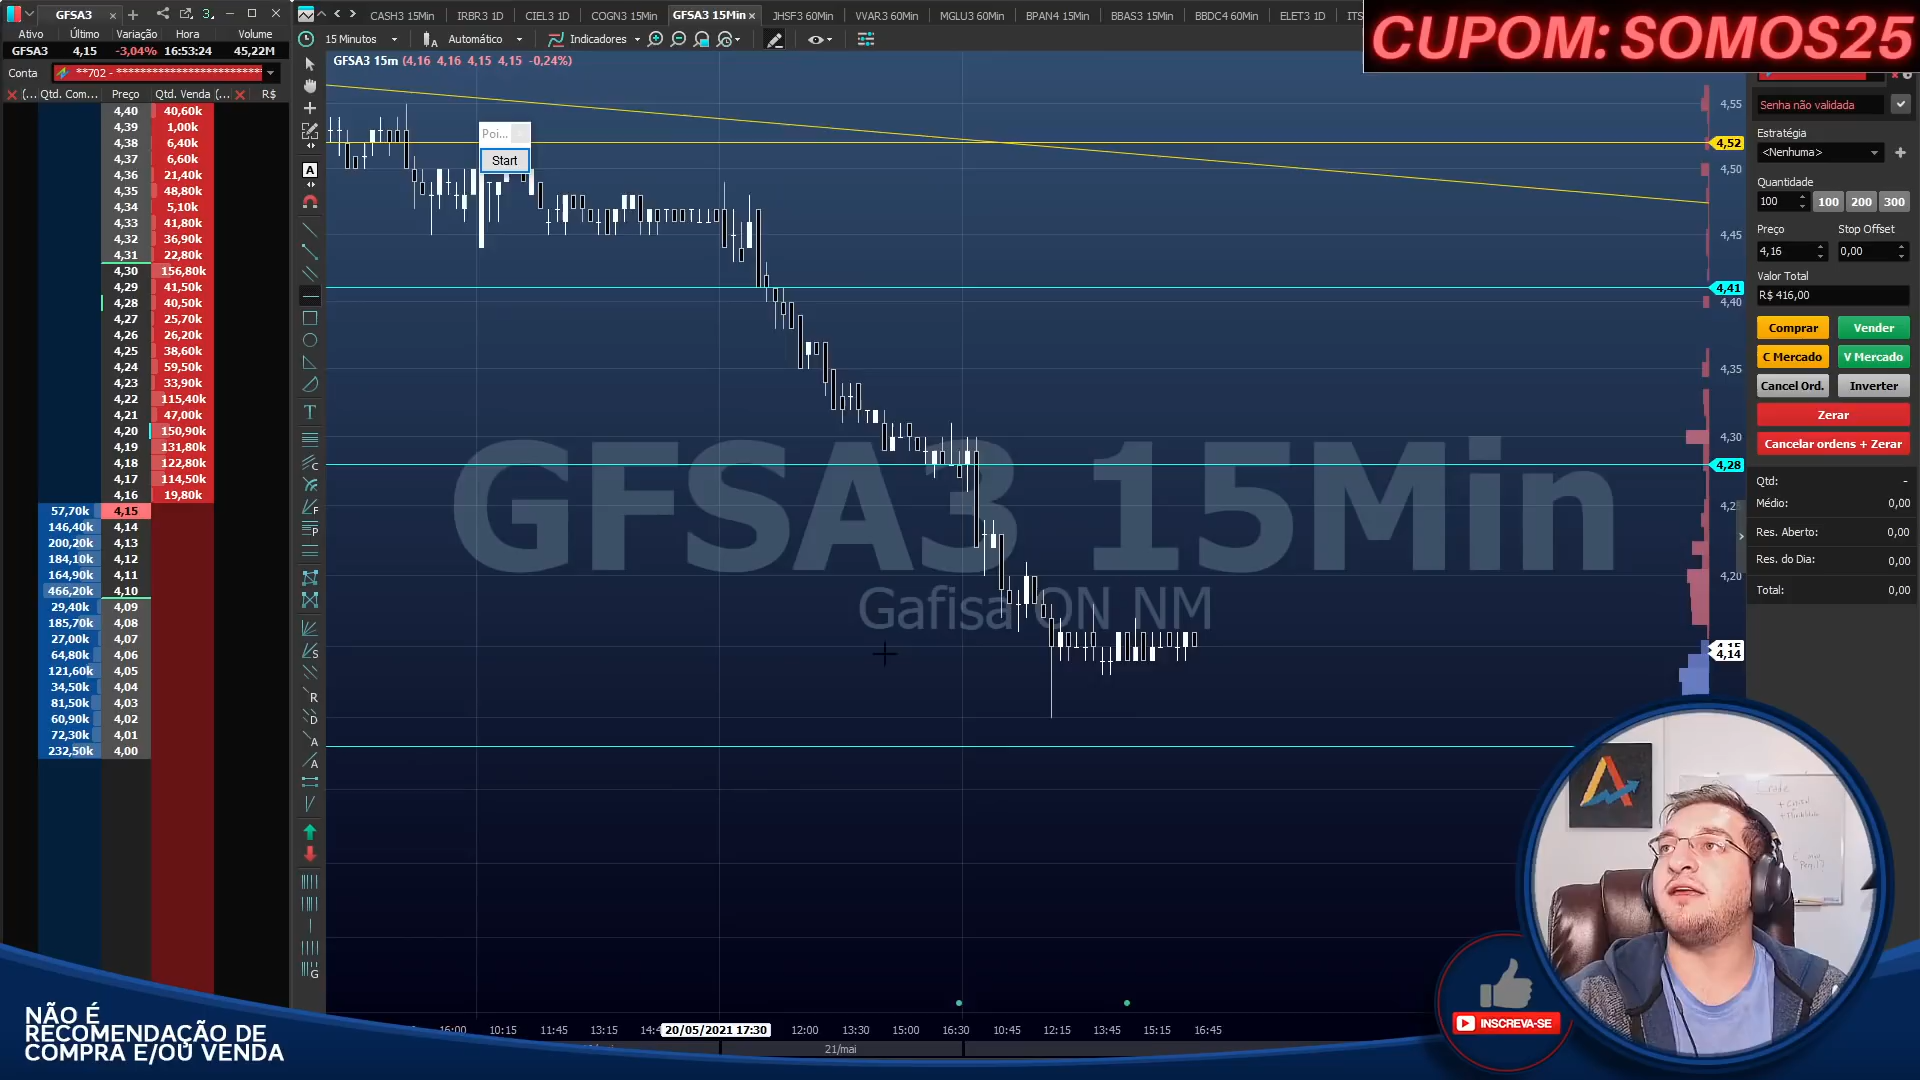 GFSA3
Ativo Último Variação Hora Volume
GFSA3 4,15 -3,04% 16:53:24 45,22M
Conta **702 - **************************
(... Qtd. Com... Preço Qtd. Venda (... R$
4,40 40,60k
4,39 1,00k
4,38 6,40k
4,37 6,60k
4,36 21,40k
4,35 48,80k
4,34 5,10k
4,33 41,80k
4,32 36,90k
4,31 22,80k
4,30 156,80k
4,29 41,50k
4,28 40,50k
4,27 25,70k
4,26 26,20k
4,25 38,60k
4,24 59,50k
4,23 33,90k
4,22 115,40k
4,21 47,00k
4,20 150,90k
4,19 131,80k
4,18 122,80k
4,17 114,50k
4,16 19,80k
57,70k 4,15
146,40k 4,14
200,20k 4,13
184,10k 4,12
164,90k 4,11
466,20k 4,10
29,40k 4,09
185,70k 4,08
27,00k 4,07
64,80k 4,06
121,60k 4,05
34,50k 4,04
81,50k 4,03
60,90k 4,02
72,30k 4,01
232,50k 4,00
CASH3 15Min IRBR3 1D CIEL3 1D COGN3 15Min GFSA3 15Min JHSF3 60Min VVAR3 60Min MGLU3 60Min BPAN4 15Min BBAS3 15Min BBDC4 60Min ELET3 1D ITS
15 Minutos Automático Indicadores
GFSA3 15m (4,16 4,16 4,15 4,15 -0,24%)
Poi...
Start
GFSA3 15Min
Gafisa ON NM
4,55
4,52
4,50
4,45
4,41
4,40
4,35
4,30
4,28
4,20
4,14
16:00 10:15 11:45 13:15 20/05/2021 17:30 12:00 13:30 15:00 16:30 10:45 12:15 13:45 15:15 16:45
21/mai
CUPOM: SOMOS25
Senha não validada
Estratégia
<Nenhuma>
Quantidade
100 100 200 300
Preço Stop Offset
4,16 0,00
Valor Total
R$ 416,00
Comprar Vender
C Mercado V Mercado
Cancel Ord. Inverter
Zerar
Cancelar ordens + Zerar
Qtd: -
Médio: 0,00
Res. Aberto: 0,00
Res. do Dia: 0,00
Total: 0,00
INSCREVA-SE
NÃO É
RECOMENDAÇÃO DE
COMPRA E/OU VENDA